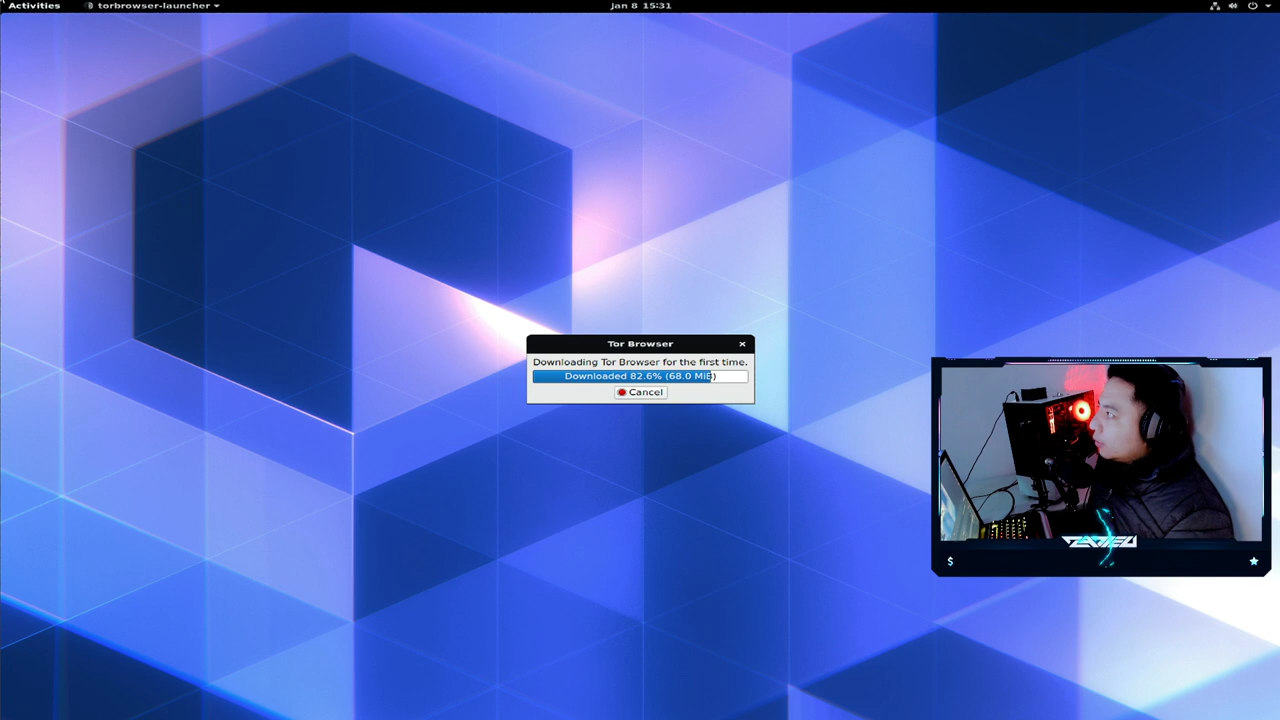 Activities torbrowser-launcher Jan 8 15:31
Tor Browser
Downloading Tor Browser for the first time.
Downloaded 82.6% (68.0 MiB)
Cancel
$